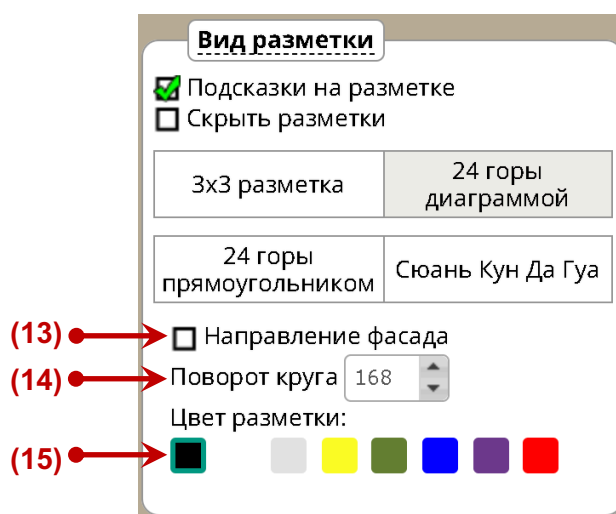 Вид разметки
Подсказки на разметке
Скрыть разметки
3x3 разметка
24 горы
диаграммой
24 горы
прямоугольником
Сюань Кун Да Гуа
(13) Направление фасада
(14) Поворот круга 168
Цвет разметки:
(15)